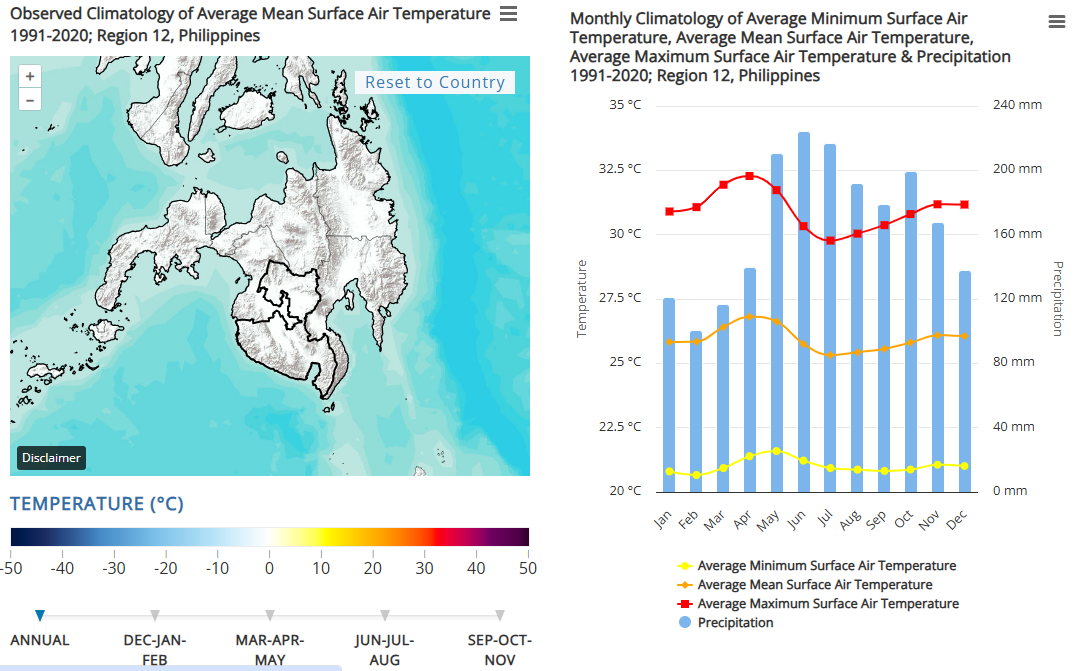 Observed Climatology of Average Mean Surface Air Temperature
1991-2020; Region 12, Philippines
+
−
Reset to Country
Disclaimer
TEMPERATURE (°C)
-50 -40 -30 -20 -10 0 10 20 30 40 50
ANNUAL
DEC-JAN-
FEB
MAR-APR-
MAY
JUN-JUL-
AUG
SEP-OCT-
NOV
Monthly Climatology of Average Minimum Surface Air
Temperature, Average Mean Surface Air Temperature,
Average Maximum Surface Air Temperature & Precipitation
1991-2020; Region 12, Philippines
35 °C
32.5 °C
30 °C
27.5 °C
25 °C
22.5 °C
20 °C
Temperature
240 mm
200 mm
160 mm
120 mm
80 mm
40 mm
0 mm
Precipitation
Jan Feb Mar Apr May Jun Jul Aug Sep Oct Nov Dec
Average Minimum Surface Air Temperature
Average Mean Surface Air Temperature
Average Maximum Surface Air Temperature
Precipitation